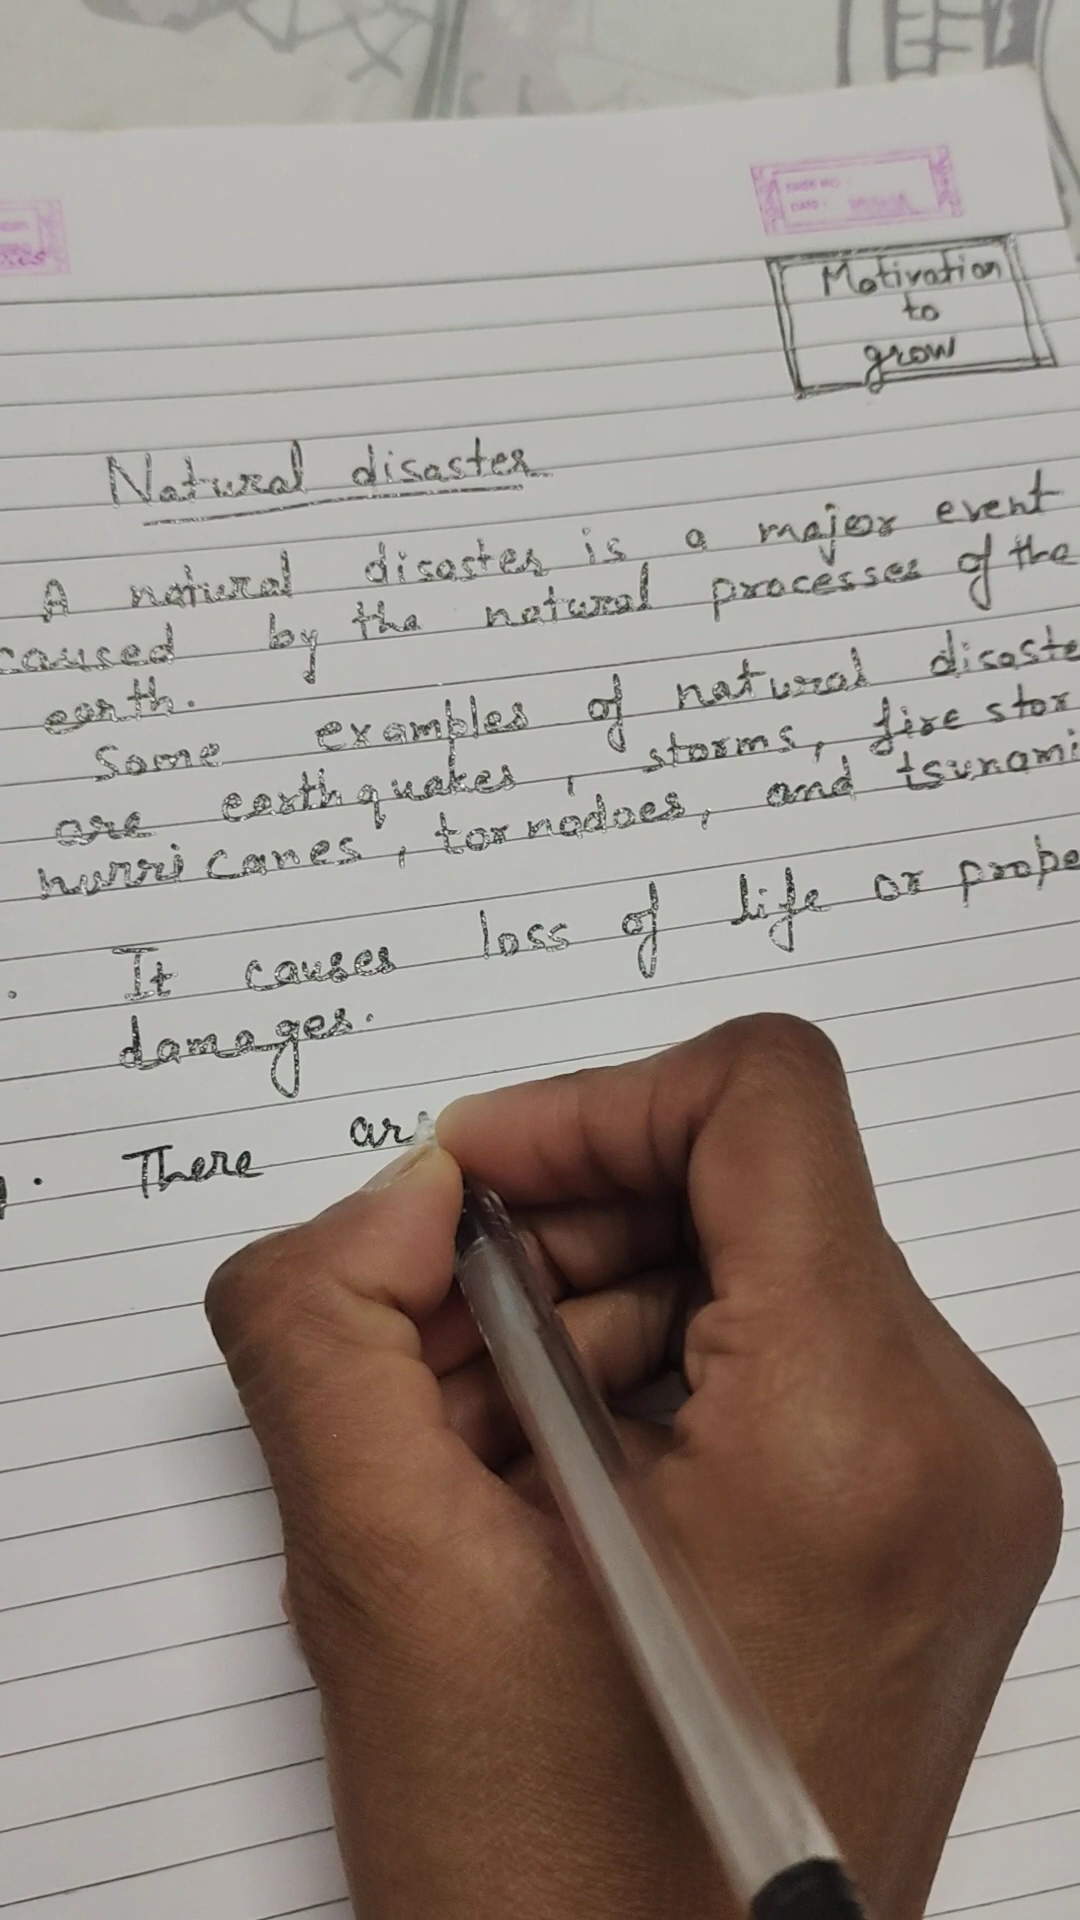 Motivation
to
grow
Natural disaster
A natural disaster is a major event
caused by the natural processes of the
earth.
Some examples of natural disaste
are earthquakes, storms, fire stor
hurricanes, tornadoes, and tsunami
It causes loss of life or prope
damages.
There ar